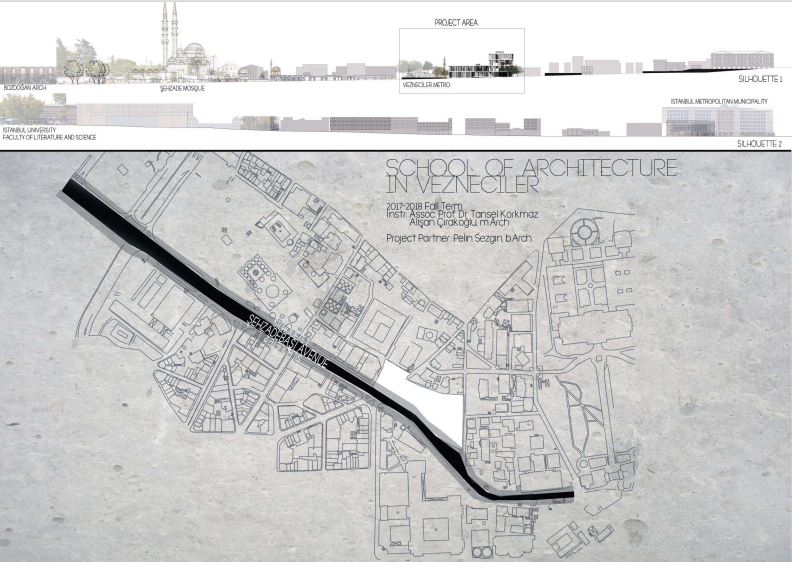 PROJECT AREA
BOZDOĞAN ARCH
ŞEHZADE MOSQUE
VEZNECİLER METRO
SILHOUETTE 1
İSTANBUL METROPOLITAN MUNICIPALITY
İSTANBUL UNIVERSITY
FACULTY OF LITERATURE AND SCIENCE
SILHOUETTE 2
SCHOOL OF ARCHITECTURE
IN VEZNECILER
2017-2018 Fall Term
Instr. Assoc. Prof. Dr. Tansel Korkmaz
Alişan Çırakoğlu, m.Arch
Project Partner: Pelin Sezgin, b.Arch
ŞEHZADEBAŞI AVENUE